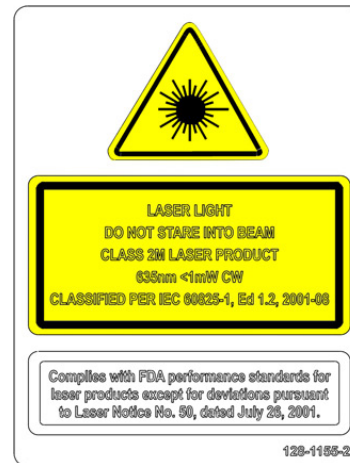 LASER LIGHT
DO NOT STARE INTO BEAM
CLASS 2M LASER PRODUCT
635nm <1mW CW
CLASSIFIED PER IEC 60825-1, Ed 1.2, 2001-08
Complies with FDA performance standards for
laser products except for deviations pursuant
to Laser Notice No. 50, dated July 26, 2001.
128-1155-2